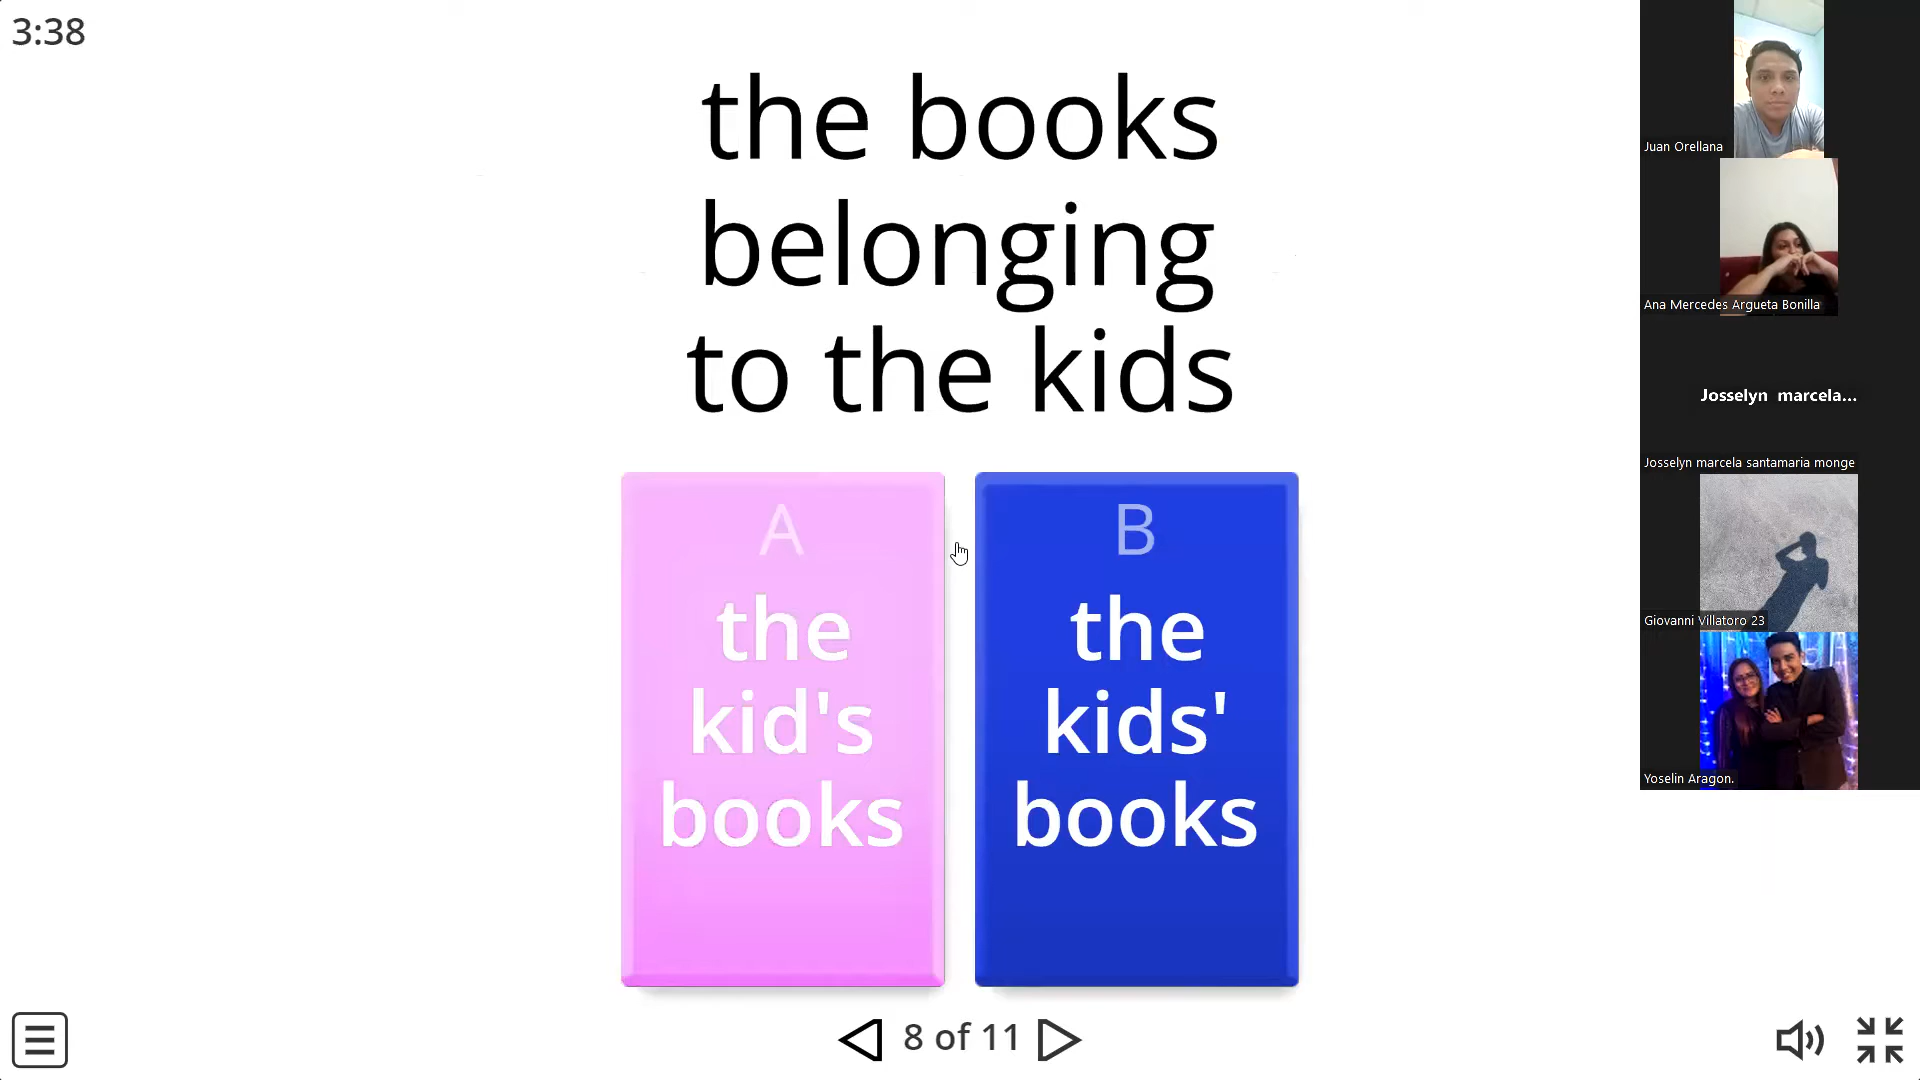 3:38
the books
belonging
to the kids
A
the
kid's
books
B
the
kids'
books
8 of 11
Juan Orellana
Ana Mercedes Argueta Bonilla
Josselyn marcela...
Josselyn marcela santamaria monge
Giovanni Villatoro 23
Yoselin Aragon.